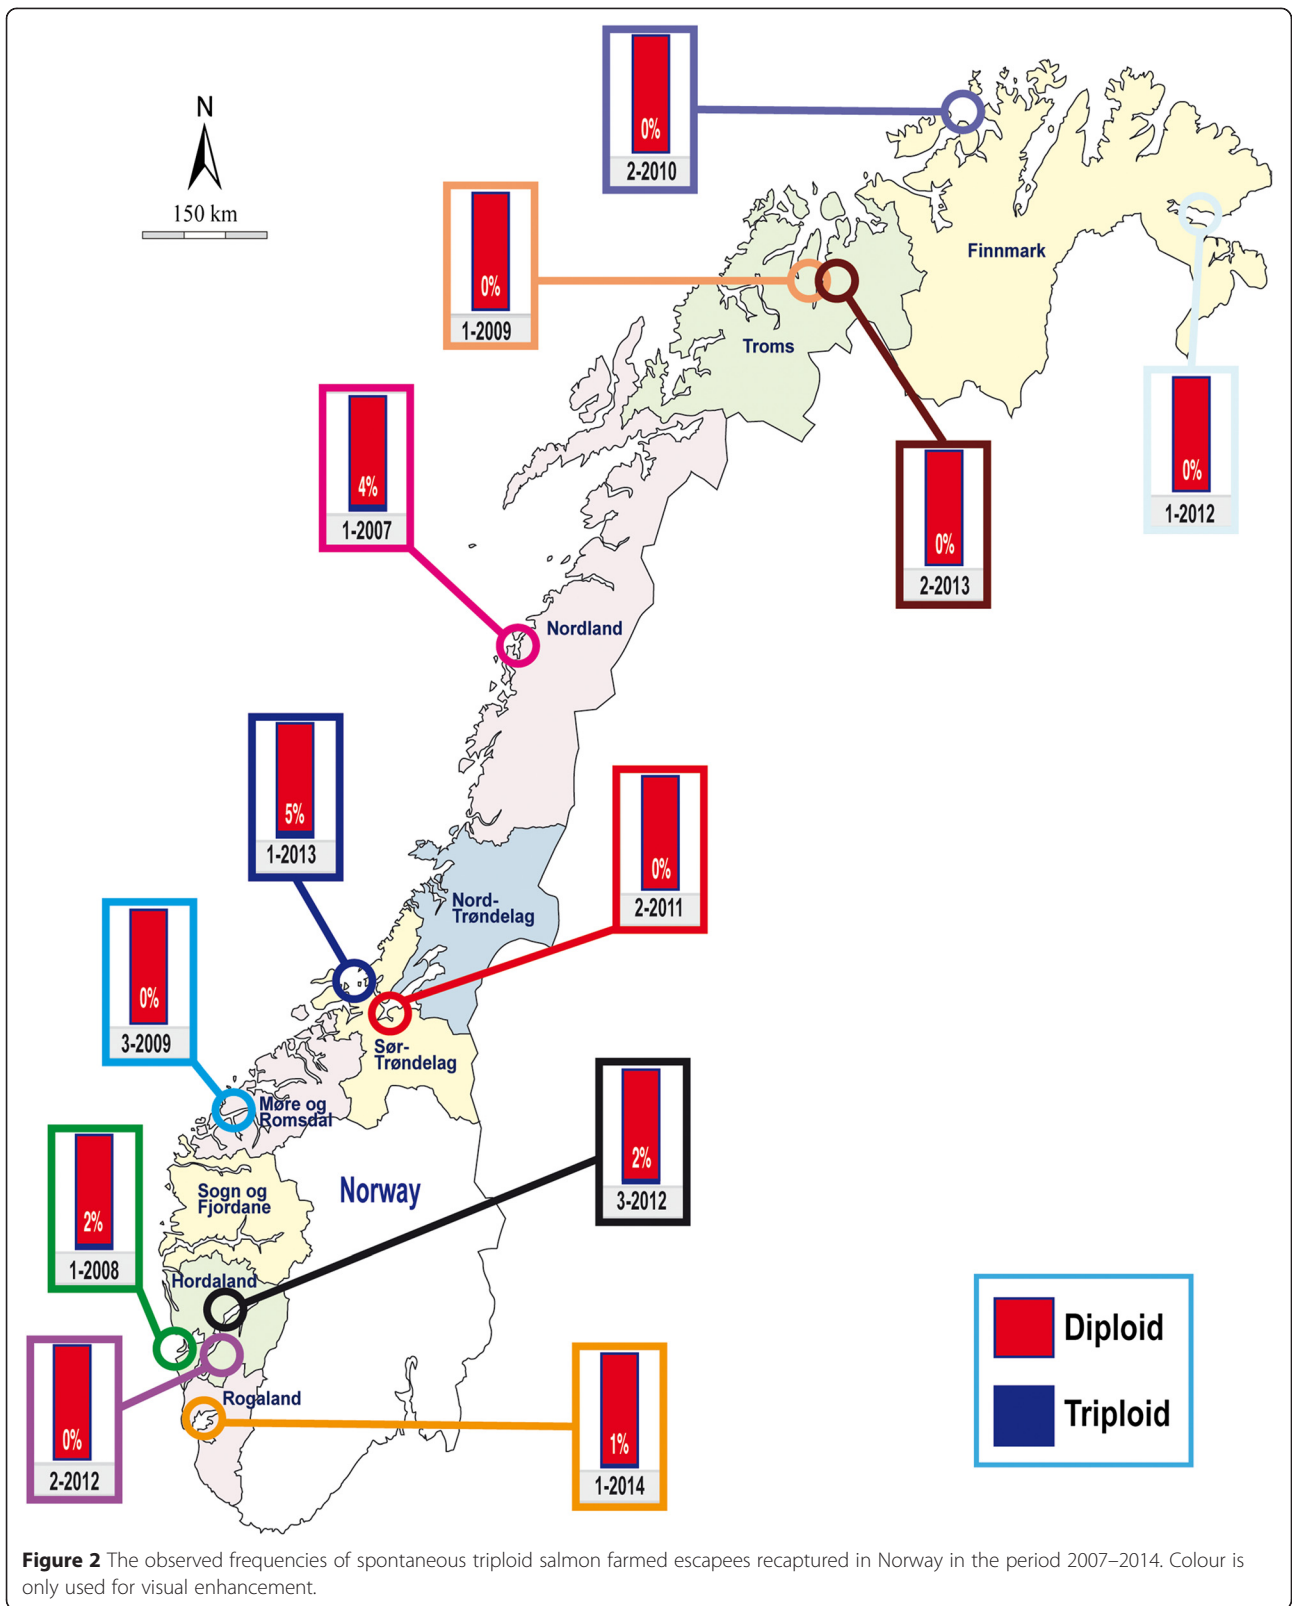 N
150 km
0%
2-2010
0%
1-2009
Finnmark
Troms
4%
1-2007
0%
2-2013
0%
1-2012
Nordland
5%
1-2013
0%
2-2011
Nord-
Trøndelag
0%
3-2009
Sør-
Trøndelag
Møre og
Romsdal
2%
3-2012
2%
1-2008
Sogn og
Fjordane
Norway
Hordaland
0%
2-2012
Rogaland
1%
1-2014
Diploid
Triploid
Figure 2 The observed frequencies of spontaneous triploid salmon farmed escapees recaptured in Norway in the period 2007–2014. Colour is
only used for visual enhancement.